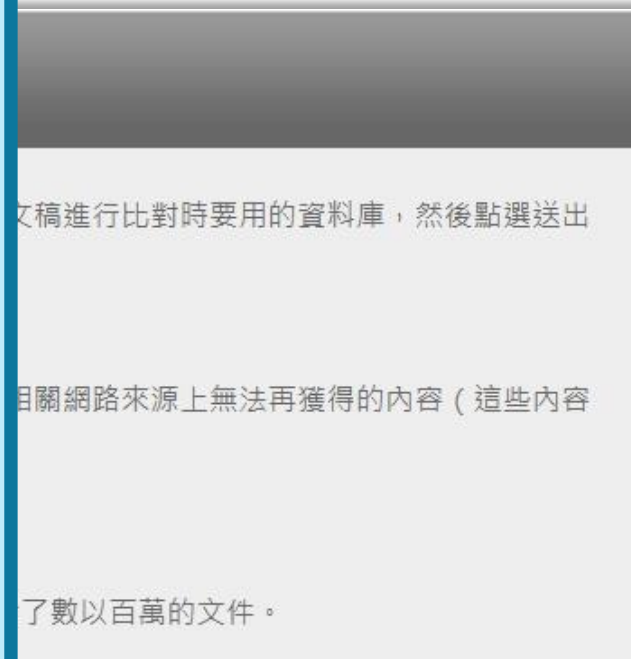 文稿進行比對時要用的資料庫，然後點選送出
相關網路來源上無法再獲得的內容（這些內容
了數以百萬的文件。